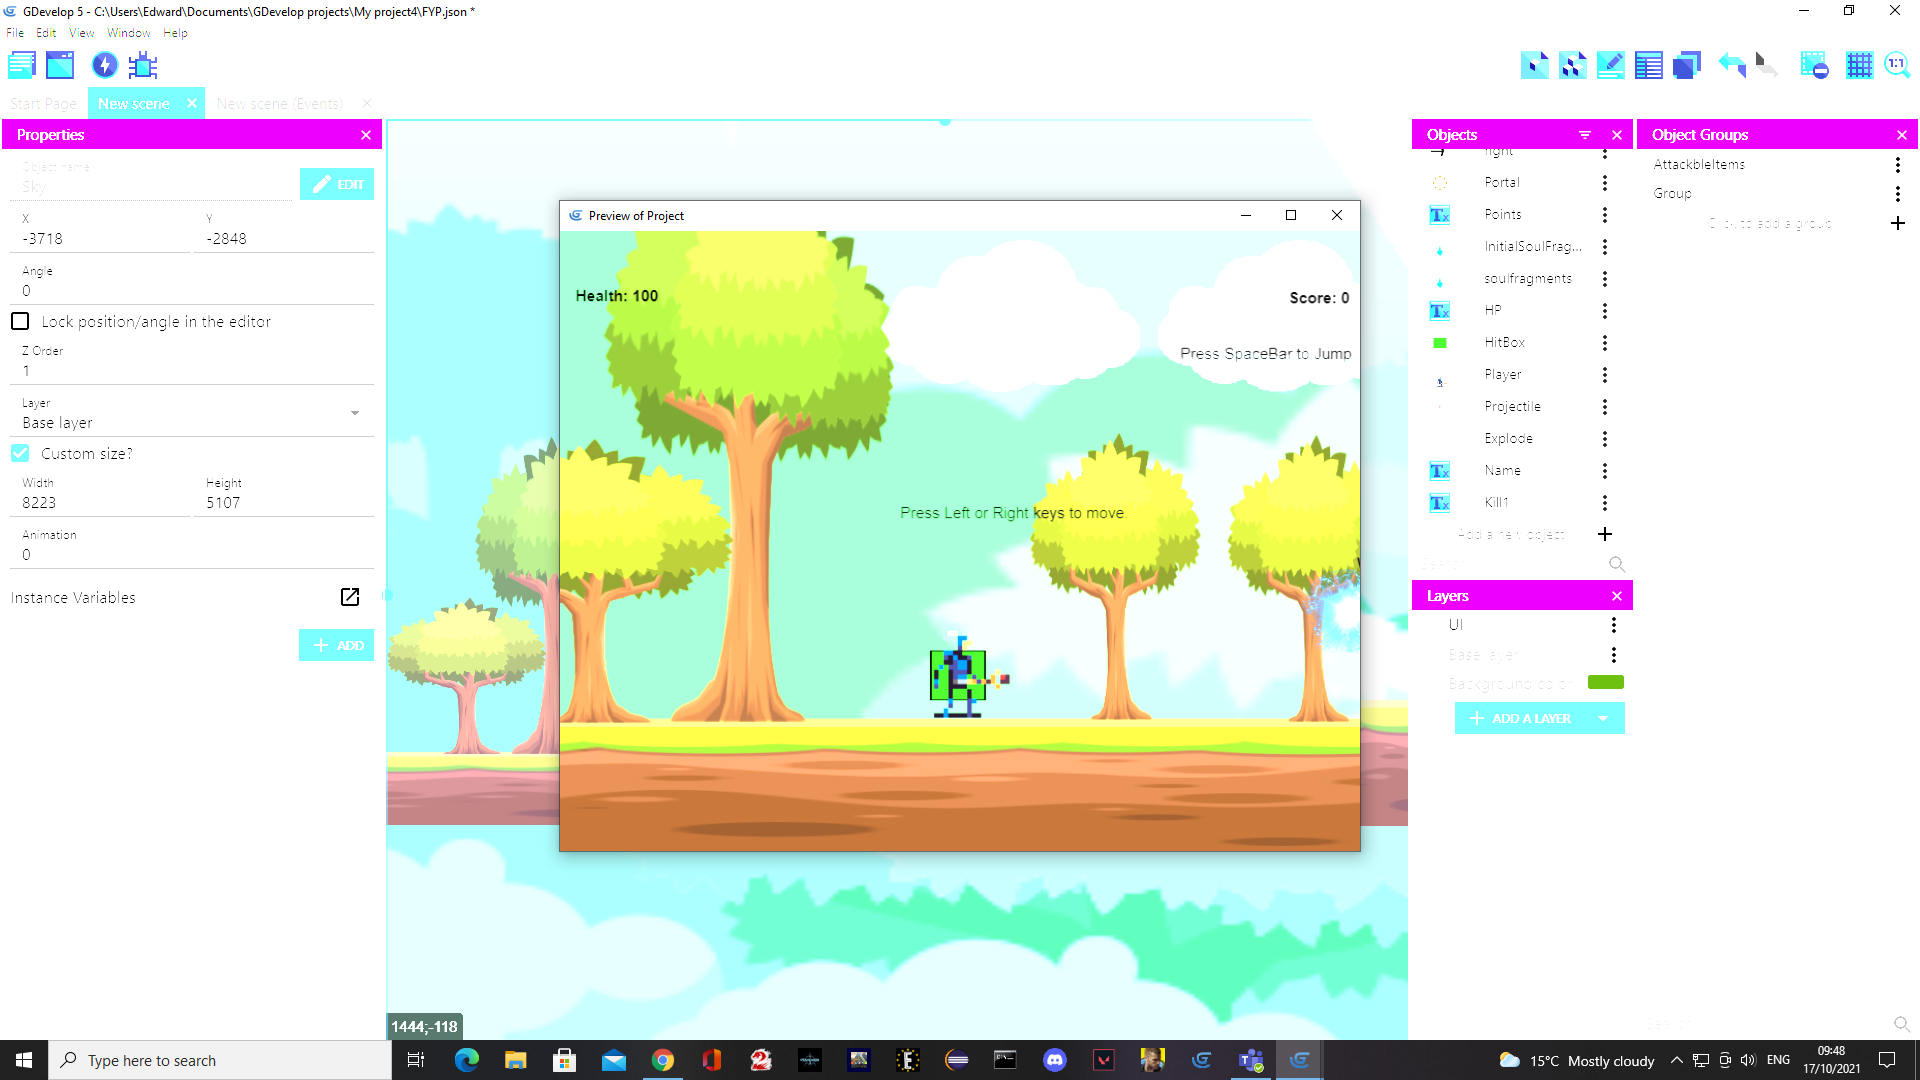 GDevelop 5 - C:\Users\Edward\Documents\GDevelop projects\My project4\FYP.json *
File Edit View Window Help
Start Page New scene New scene (Events)
Properties
Object name
Sky
EDIT
X Y
-3718 -2848
Angle
0
Lock position/angle in the editor
Z Order
1
Layer
Base layer
Custom size?
Width Height
8223 5107
Animation
0
Instance Variables
ADD
Preview of Project
Health: 100
Score: 0
Press SpaceBar to Jump
Press Left or Right keys to move.
1444;-118
Objects
right
Portal
Points
InitialSoulFrag...
soulfragments
HP
HitBox
Player
Projectile
Explode
Name
Kill1
Add a new object
Search
Layers
UI
Base layer
Background color
ADD A LAYER
Object Groups
AttackbleItems
Group
Click to add a group
Search
1:1
Type here to search
15°C Mostly cloudy
ENG
09:48
17/10/2021